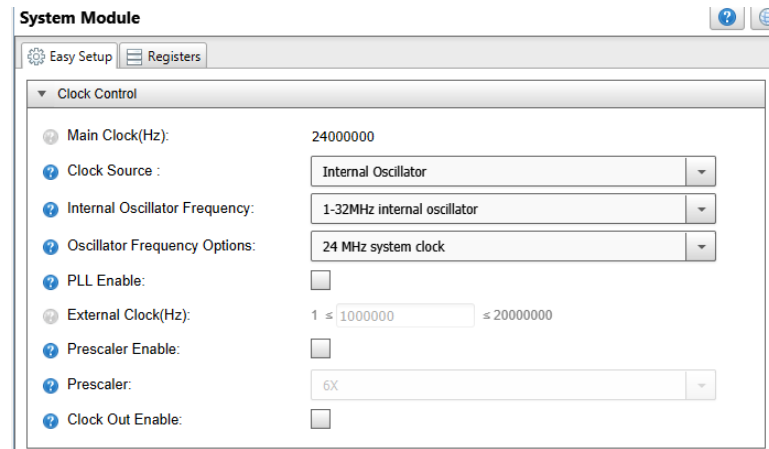 System Module
Easy Setup Registers
Clock Control
Main Clock(Hz): 24000000
Clock Source : Internal Oscillator
Internal Oscillator Frequency: 1-32MHz internal oscillator
Oscillator Frequency Options: 24 MHz system clock
PLL Enable:
External Clock(Hz): 1 ≤ 1000000 ≤ 20000000
Prescaler Enable:
Prescaler: 6X
Clock Out Enable: